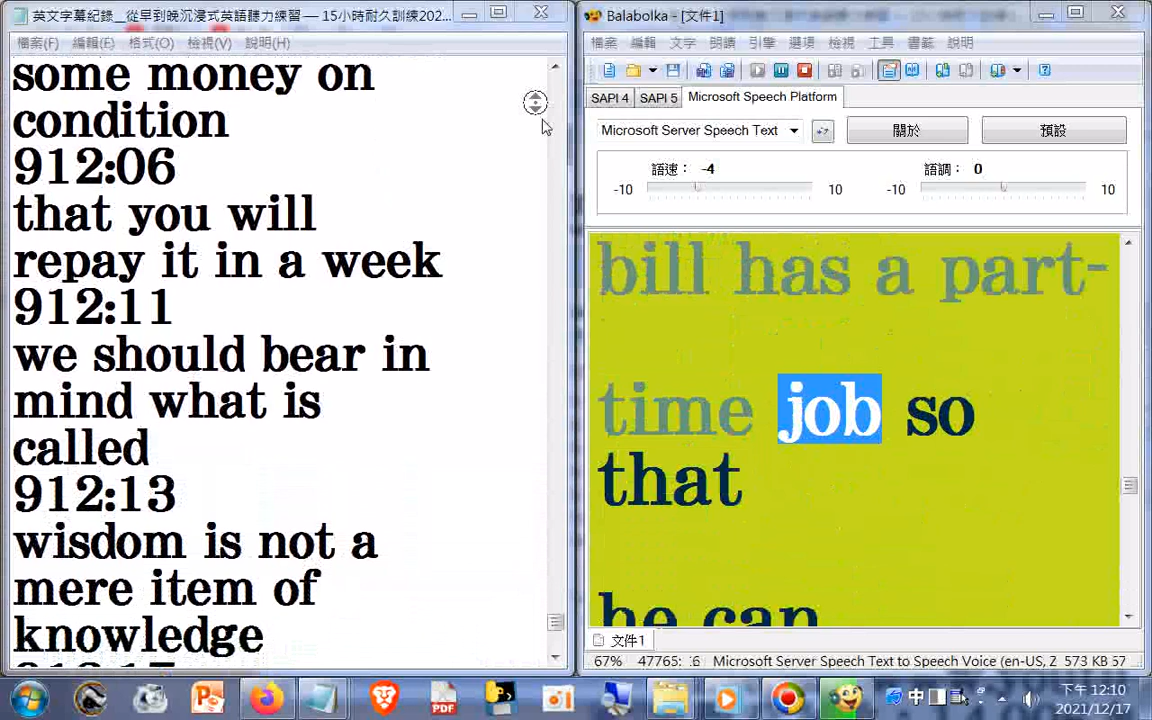 英文字幕紀錄__從早到晚沉浸式英語聽力練習 — 15小時耐久訓練202...
檔案(F) 編輯(E) 格式(O) 檢視(V) 說明(H)
some money on
condition
912:06
that you will
repay it in a week
912:11
we should bear in
mind what is
called
912:13
wisdom is not a
mere item of
knowledge
Balabolka - [文件1]
檔案 編輯 文字 朗讀 引擎 選項 檢視 工具 書籤 說明
SAPI 4 SAPI 5 Microsoft Speech Platform
Microsoft Server Speech Text 關於 預設
語速： -4 語調： 0
-10 10 -10 10
bill has a part-
time job so
that
he can
文件1
67% 47765: Microsoft Server Speech Text to Speech Voice (en-US, 2 573 KB 57
PDF 中 下午 12:10
2021/12/17